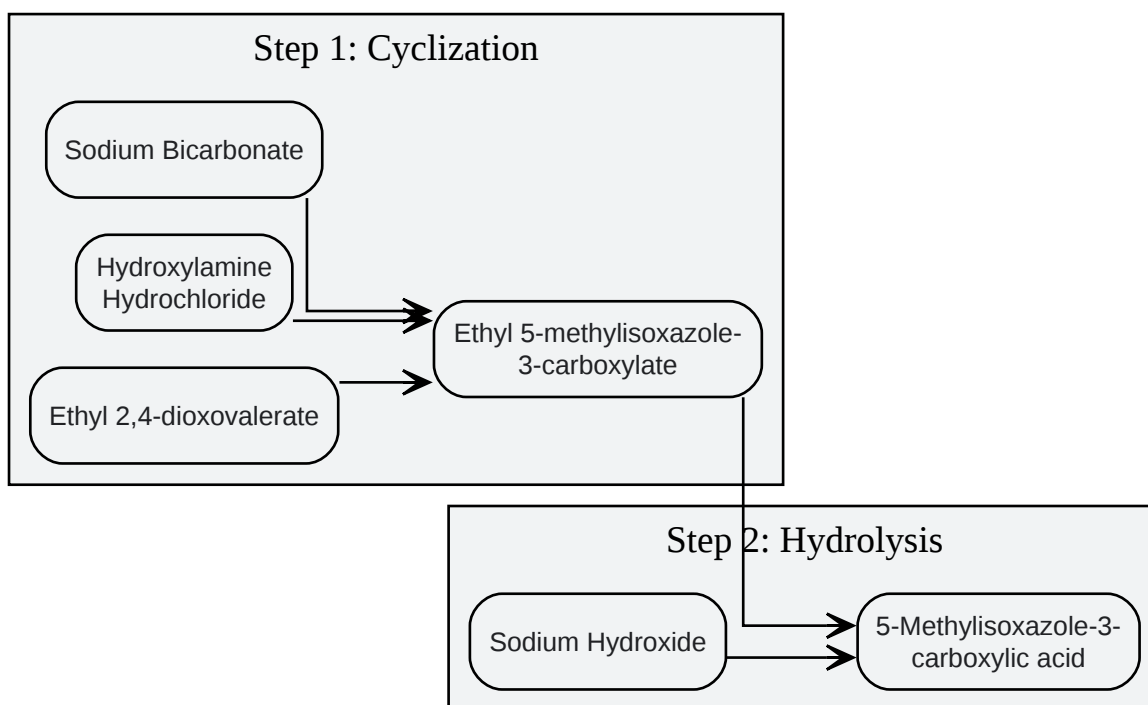 Step 1: Cyclization
Sodium Bicarbonate
Hydroxylamine
Hydrochloride
Ethyl 5-methylisoxazole-
3-carboxylate
Ethyl 2,4-dioxovalerate
Step 2: Hydrolysis
Sodium Hydroxide
5-Methylisoxazole-3-
carboxylic acid